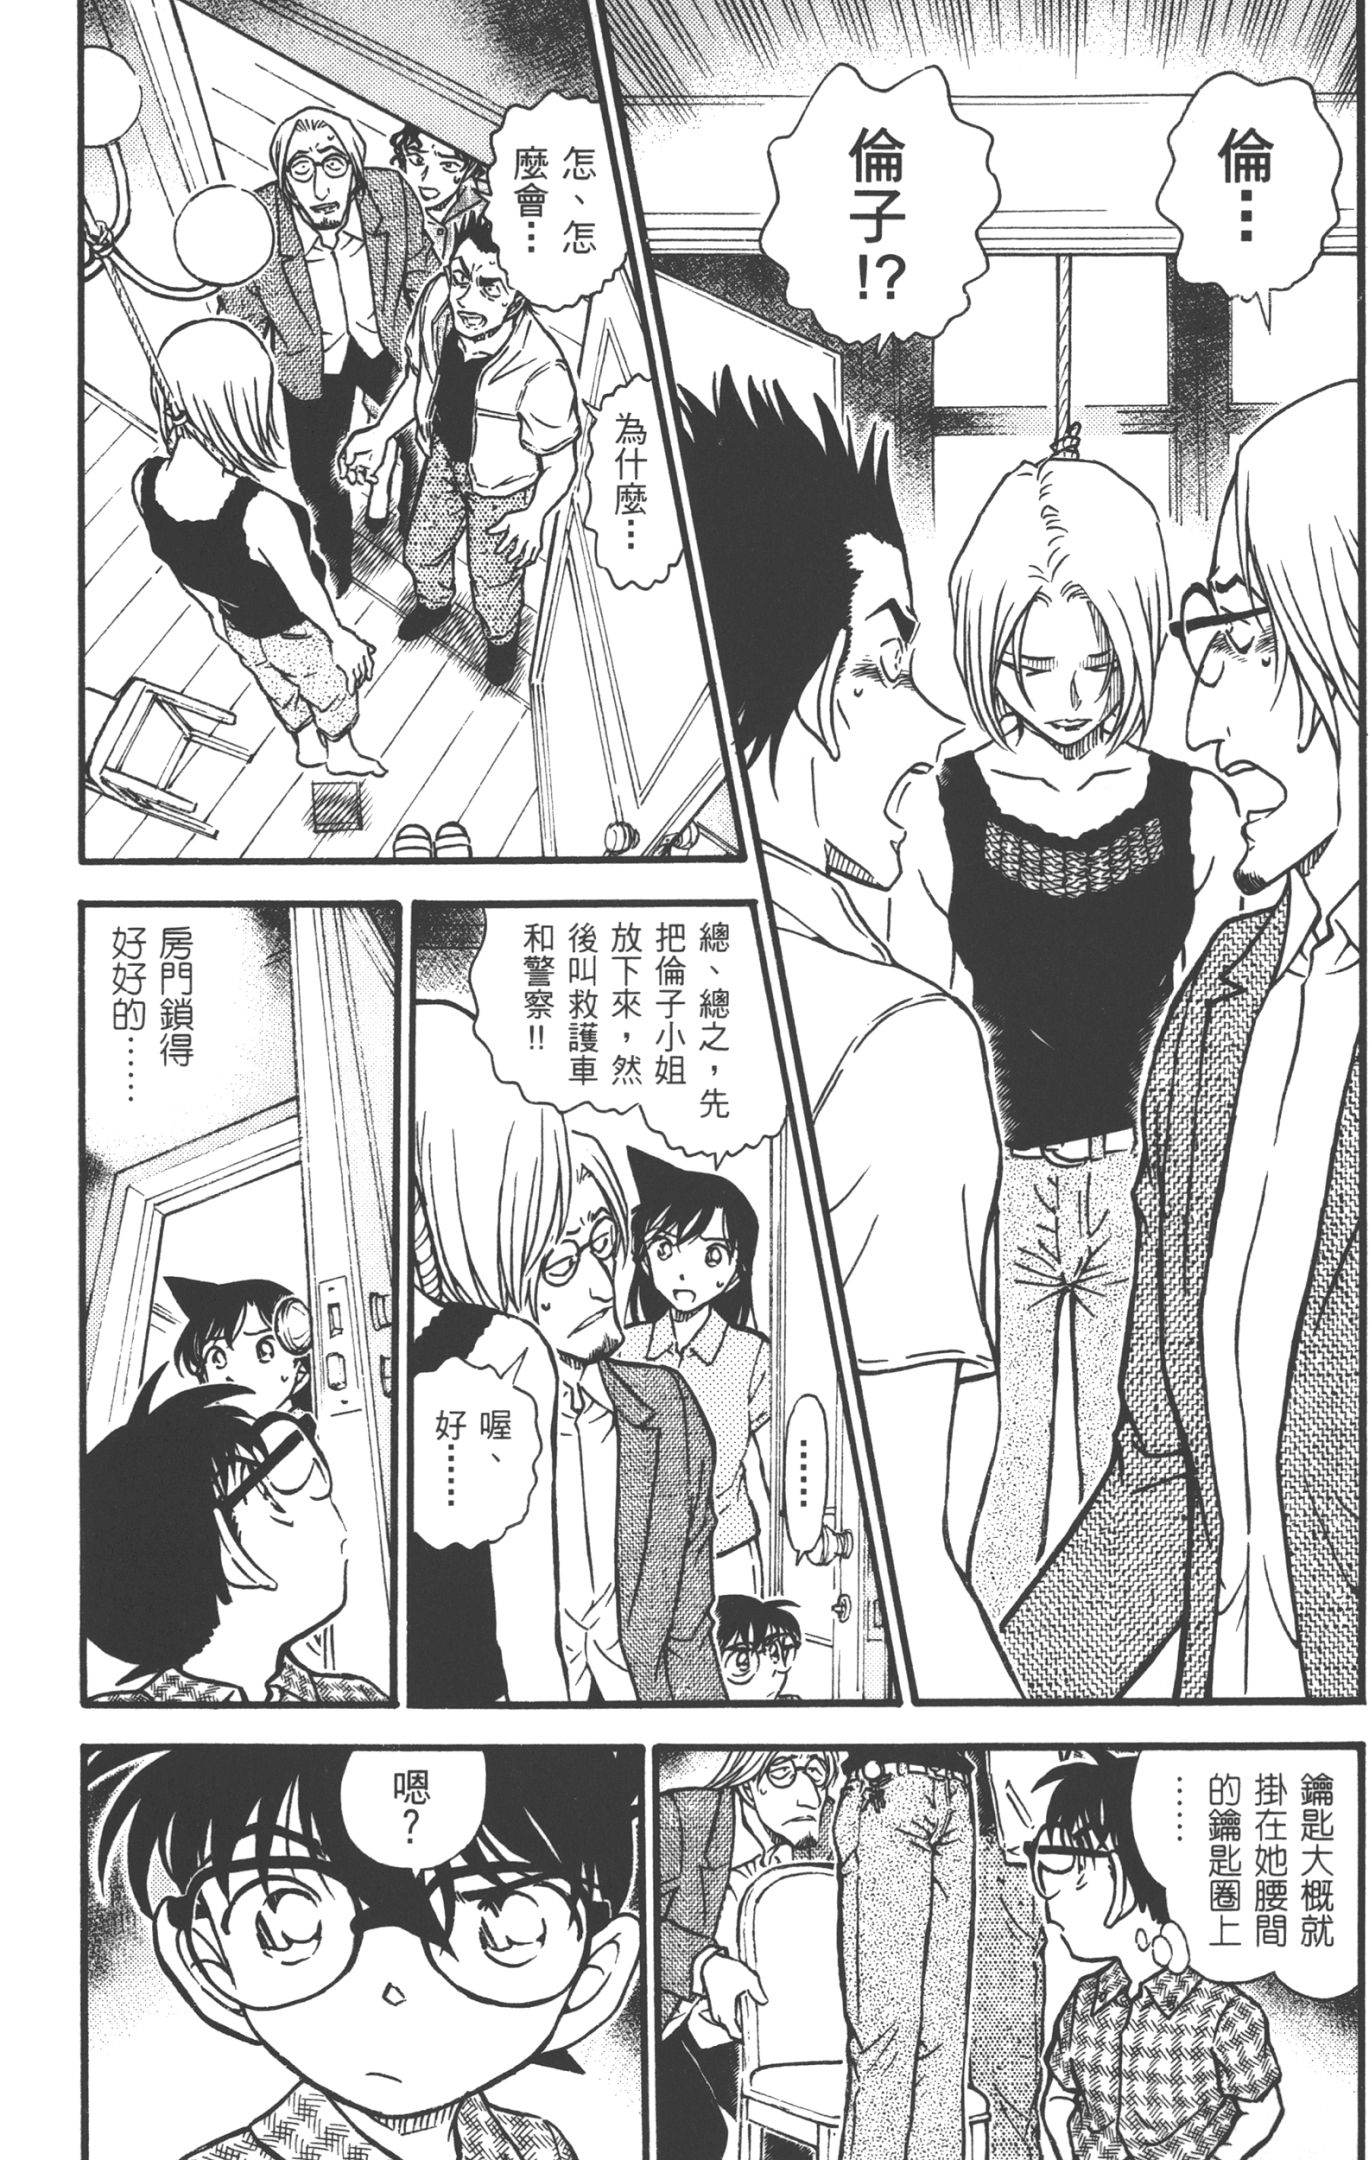 倫…
倫子!?
怎、怎
麼會…
為什麼…
總、總之，先
把倫子小姐
放下來，然
後叫救護車
和警察!!
……
喔、
好……
房門鎖得
好好的……
鑰匙大概就
掛在她腰間
的鑰匙圈上
……
嗯?